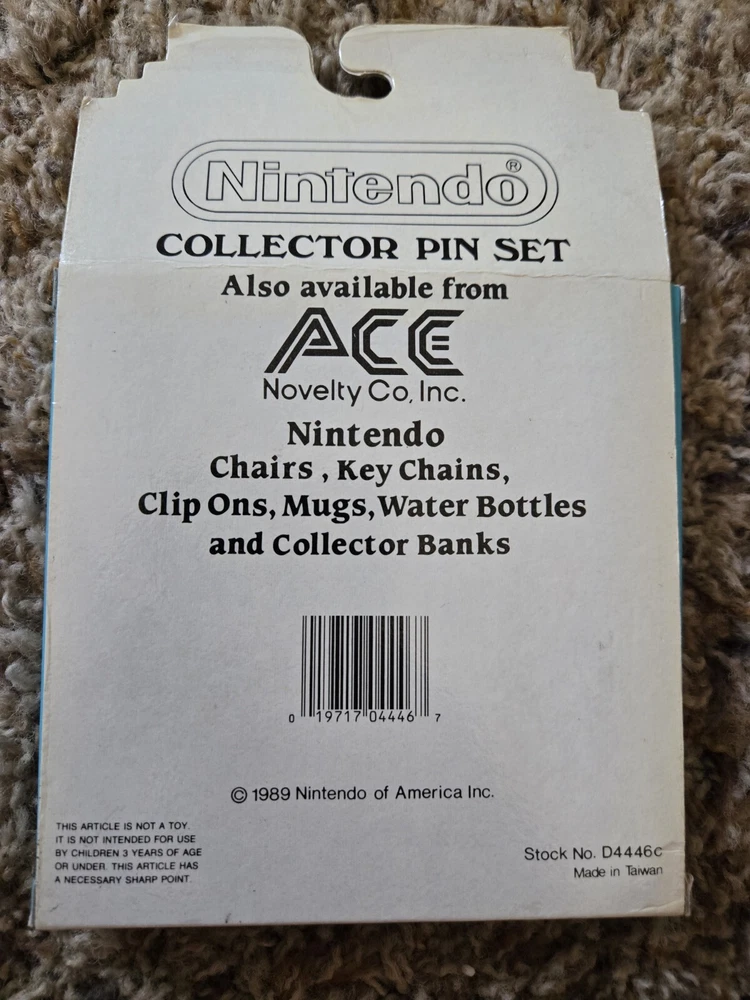 Nintendo®
COLLECTOR PIN SET
Also available from
ACE
Novelty Co, Inc.
Nintendo
Chairs , Key Chains,
Clip Ons, Mugs, Water Bottles
and Collector Banks
0 19717 04446 7
© 1989 Nintendo of America Inc.
THIS ARTICLE IS NOT A TOY.
IT IS NOT INTENDED FOR USE
BY CHILDREN 3 YEARS OF AGE
OR UNDER. THIS ARTICLE HAS
A NECESSARY SHARP POINT.
Stock No. D4446c
Made in Taiwan